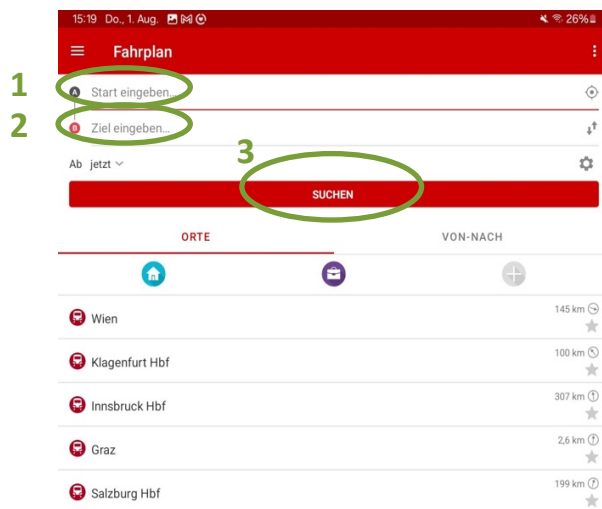 15:19 Do., 1. Aug. 26%
Fahrplan
1 A Start eingeben...
2 B Ziel eingeben...
Ab jetzt
3
SUCHEN
ORTE VON-NACH
Wien 145 km
Klagenfurt Hbf 100 km
Innsbruck Hbf 307 km
Graz 2,6 km
Salzburg Hbf 199 km